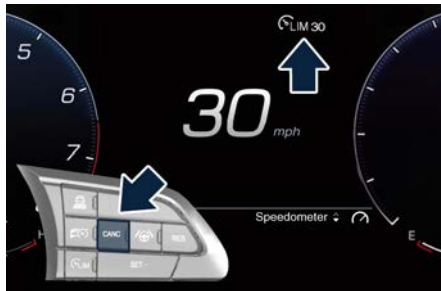 LIM 30
5
6
30 mph
7
H
Speedometer
E
CANC
RES
LIM
SET -